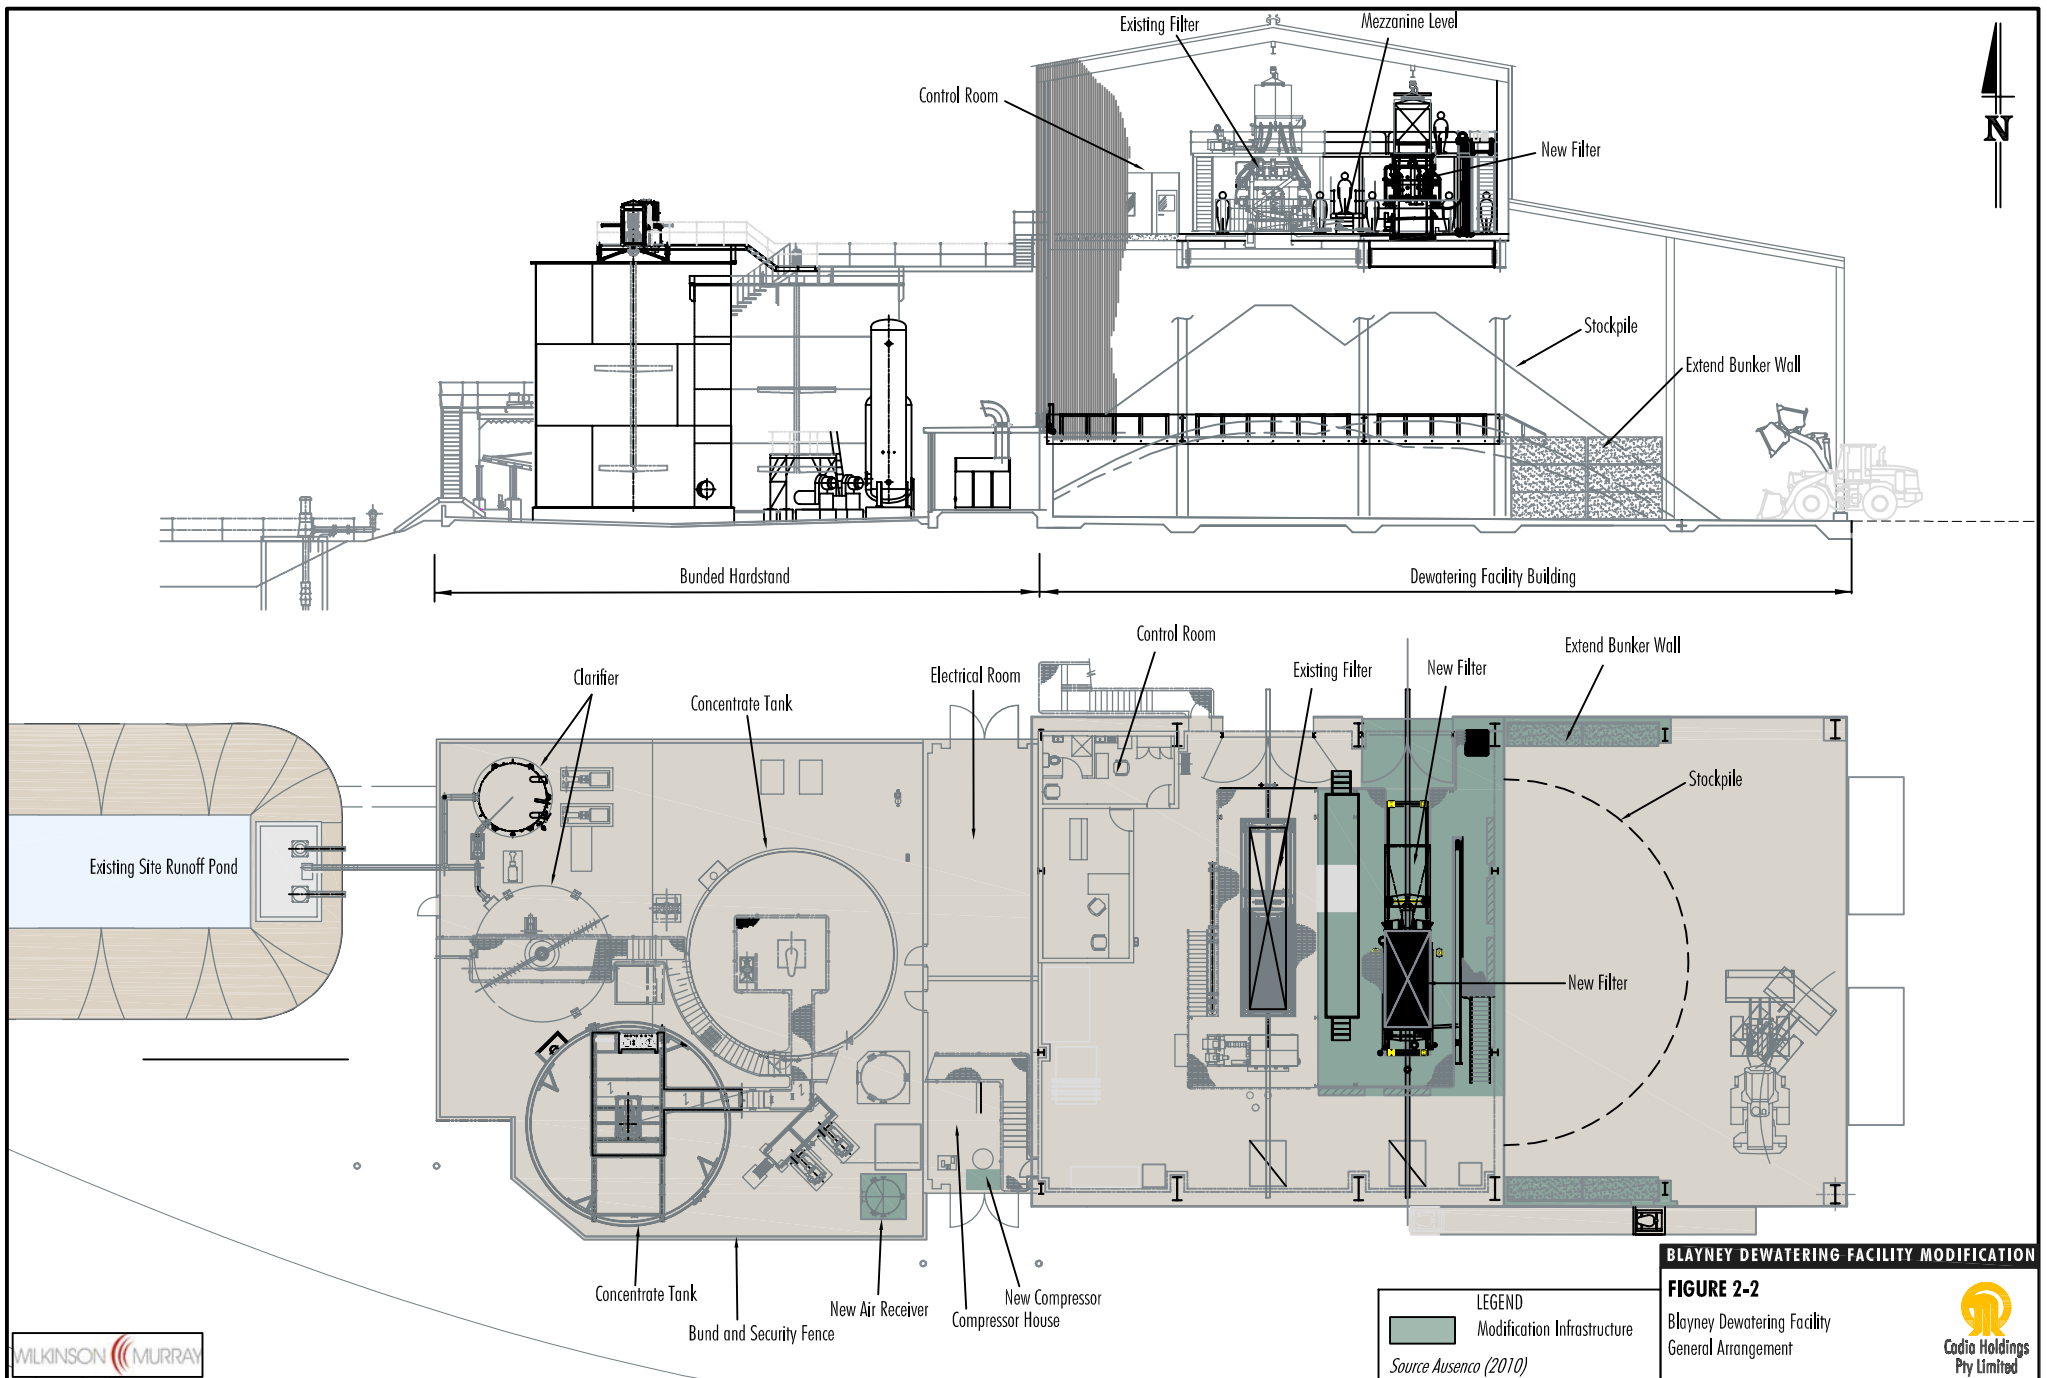 Existing Filter
Mezzanine Level
Control Room
N
New Filter
Stockpile
Extend Bunker Wall
Bunded Hardstand
Dewatering Facility Building
Control Room
Extend Bunker Wall
Clarifier
Electrical Room
Existing Filter
New Filter
Concentrate Tank
Stockpile
Existing Site Runoff Pond
New Filter
Concentrate Tank
New Air Receiver
New Compressor
Compressor House
Bund and Security Fence
BLAYNEY DEWATERING FACILITY MODIFICATION
FIGURE 2-2
Blayney Dewatering Facility
General Arrangement
LEGEND
Modification Infrastructure
Source Ausenco (2010)
Cadia Holdings
Pty Limited
WILKINSON MURRAY